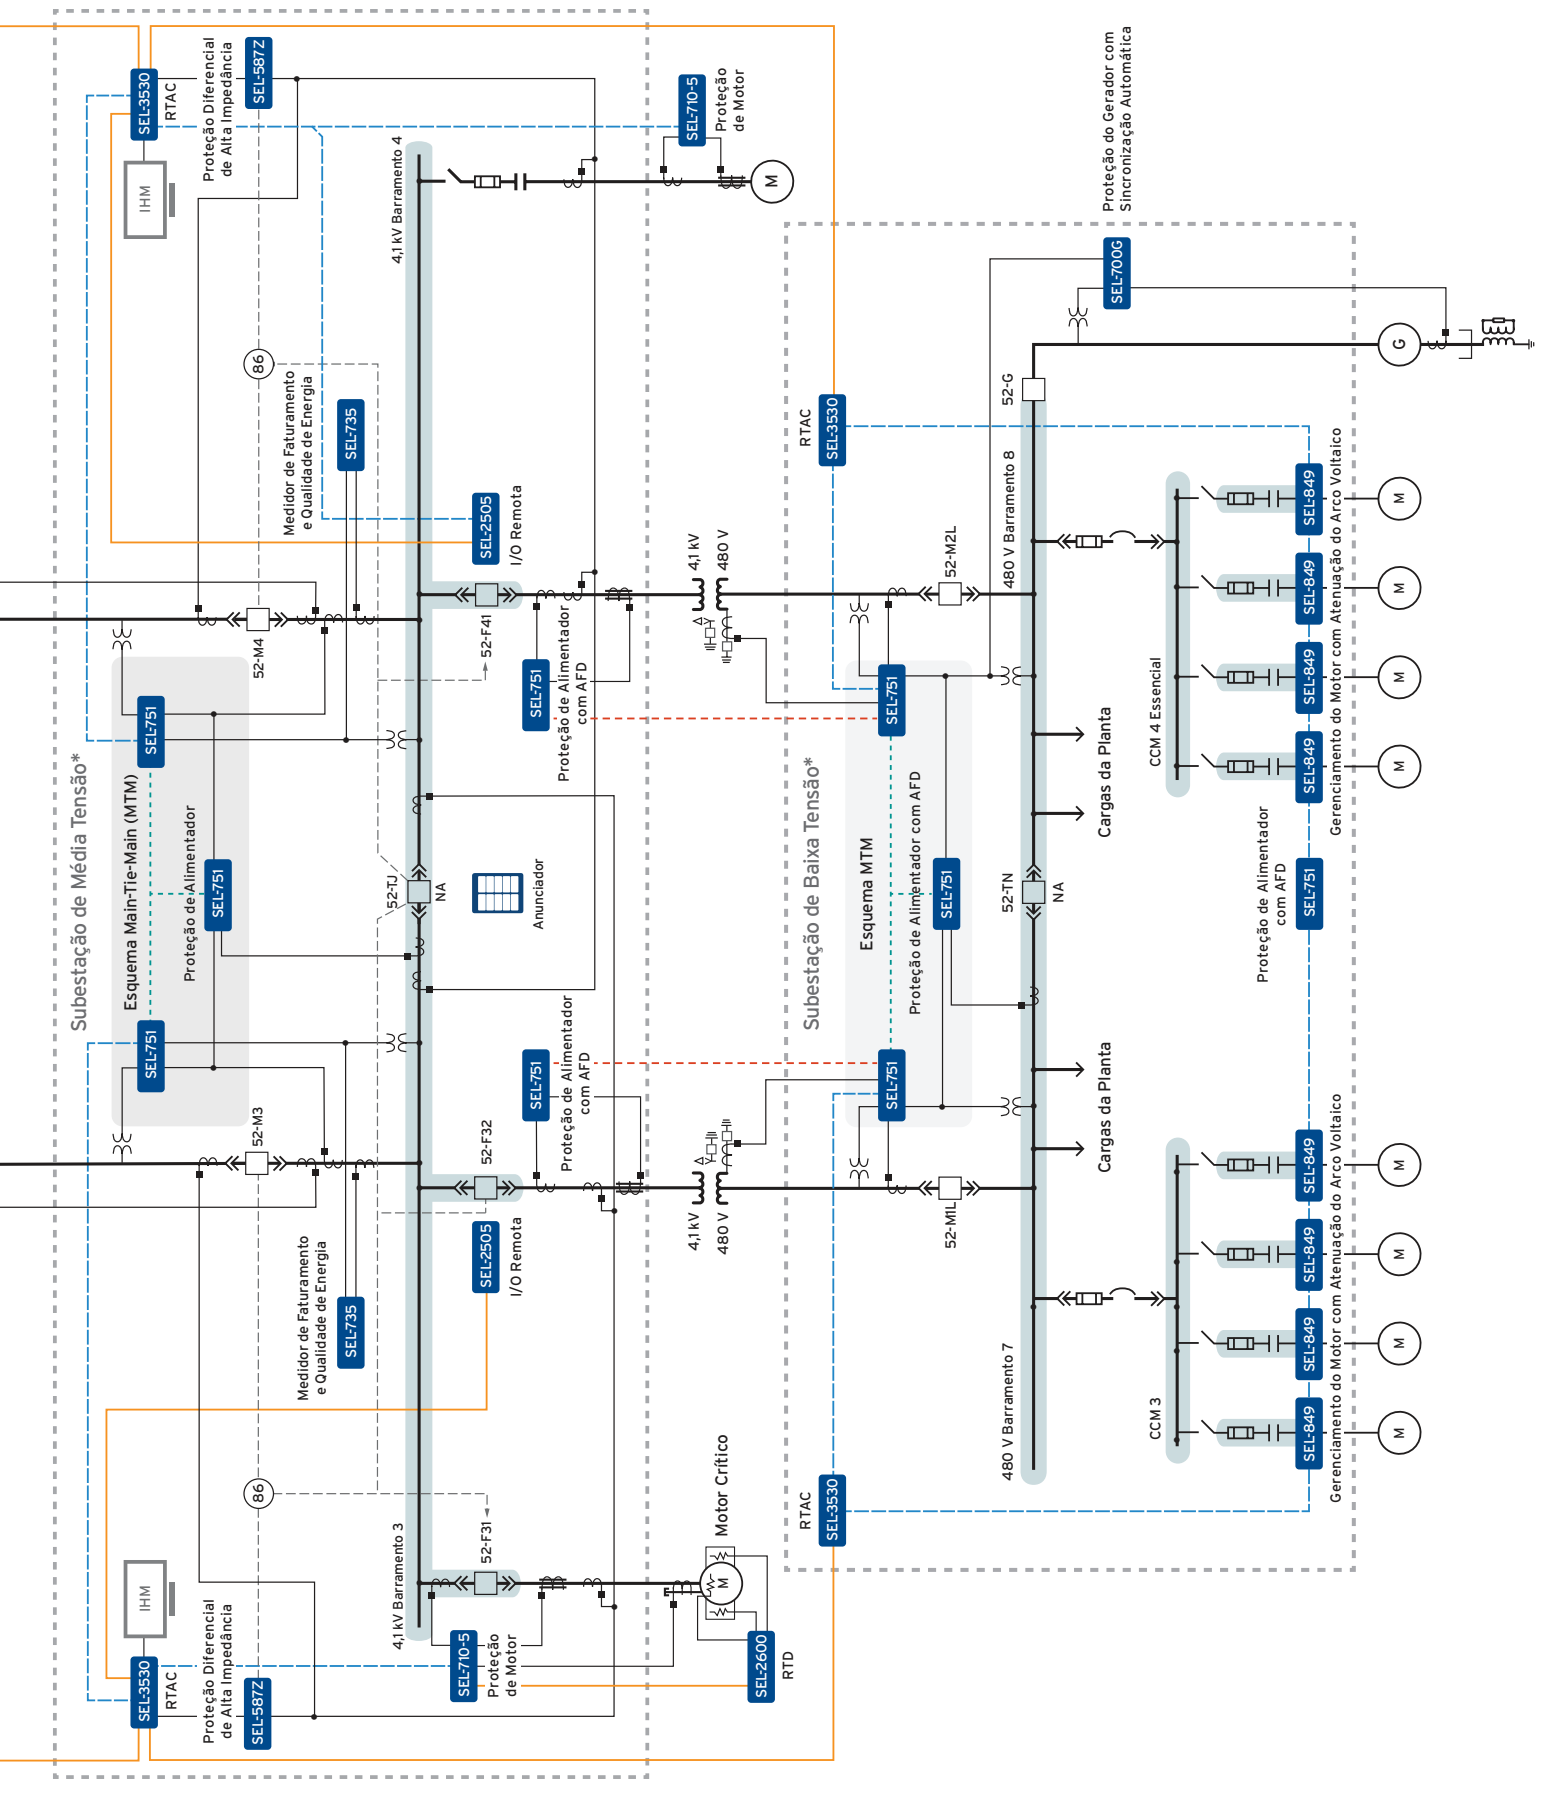 Subestação de Média Tensão*
SEL-3530
RTAC
IHM
Proteção Diferencial
de Alta Impedância
SEL-587Z
86
52-M3
Medidor de Faturamento
e Qualidade de Energia
SEL-735
Esquema Main-Tie-Main (MTM)
SEL-751
SEL-751
SEL-751
Proteção de Alimentador
SEL-3530
RTAC
IHM
Proteção Diferencial
de Alta Impedância
SEL-587Z
86
52-M4
Medidor de Faturamento
e Qualidade de Energia
SEL-735
4,1 kV Barramento 3
52-TJ
NA
4,1 kV Barramento 4
SEL-710-5
Proteção
de Motor
52-F31
SEL-2505
I/O Remota
52-F32
SEL-751
Proteção de Alimentador
com AFD
Anunciador
SEL-751
Proteção de Alimentador
com AFD
52-F41
SEL-2505
I/O Remota
SEL-710-5
Proteção
de Motor
M
SEL-2600
RTD
M
Motor Crítico
4,1 kV
480 V
4,1 kV
480 V
Subestação de Baixa Tensão*
RTAC
SEL-3530
RTAC
SEL-3530
Esquema MTM
SEL-751
SEL-751
SEL-751
Proteção de Alimentador com AFD
52-M1L
52-M2L
480 V Barramento 7
52-TN
NA
480 V Barramento 8
52-G
Proteção do Gerador com
Sincronização Automática
SEL-700G
G
Cargas da Planta
Cargas da Planta
CCM 3
CCM 4 Essencial
SEL-849
SEL-849
SEL-849
SEL-849
Gerenciamento do Motor com Atenuação do Arco Voltaico
M
M
M
M
Proteção de Alimentador
com AFD
SEL-751
SEL-849
SEL-849
SEL-849
SEL-849
Gerenciamento do Motor com Atenuação do Arco Voltaico
M
M
M
M